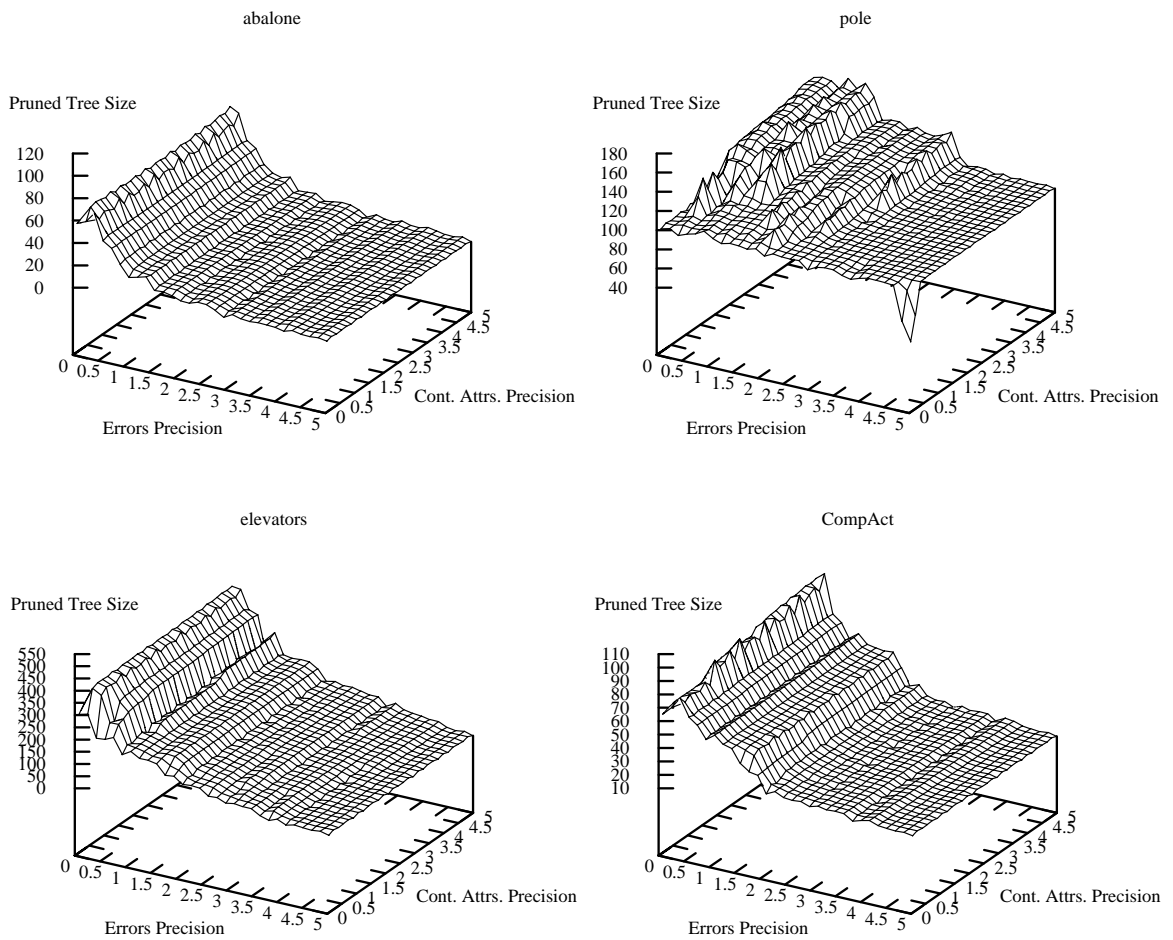 abalone
Pruned Tree Size
120
100
80
60
40
20
0
0 0.5 1 1.5 2 2.5 3 3.5 4 4.5 5
Errors Precision
0 0.5 1 1.5 2 2.5 3 3.5 4 4.5 5
Cont. Attrs. Precision
pole
Pruned Tree Size
180
160
140
120
100
80
60
40
0 0.5 1 1.5 2 2.5 3 3.5 4 4.5 5
Errors Precision
0 0.5 1 1.5 2 2.5 3 3.5 4 4.5 5
Cont. Attrs. Precision
elevators
Pruned Tree Size
550
500
450
400
350
300
250
200
150
100
50
0
0 0.5 1 1.5 2 2.5 3 3.5 4 4.5 5
Errors Precision
0 0.5 1 1.5 2 2.5 3 3.5 4 4.5 5
Cont. Attrs. Precision
CompAct
Pruned Tree Size
110
100
90
80
70
60
50
40
30
20
10
0 0.5 1 1.5 2 2.5 3 3.5 4 4.5 5
Errors Precision
0 0.5 1 1.5 2 2.5 3 3.5 4 4.5 5
Cont. Attrs. Precision